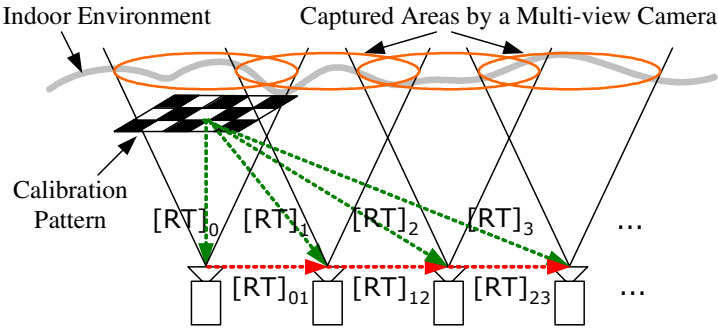 Indoor Environment
Captured Areas by a Multi-view Camera
Calibration
Pattern
[RT]0 [RT]1 [RT]2 [RT]3 ...
[RT]01 [RT]12 [RT]23 ...